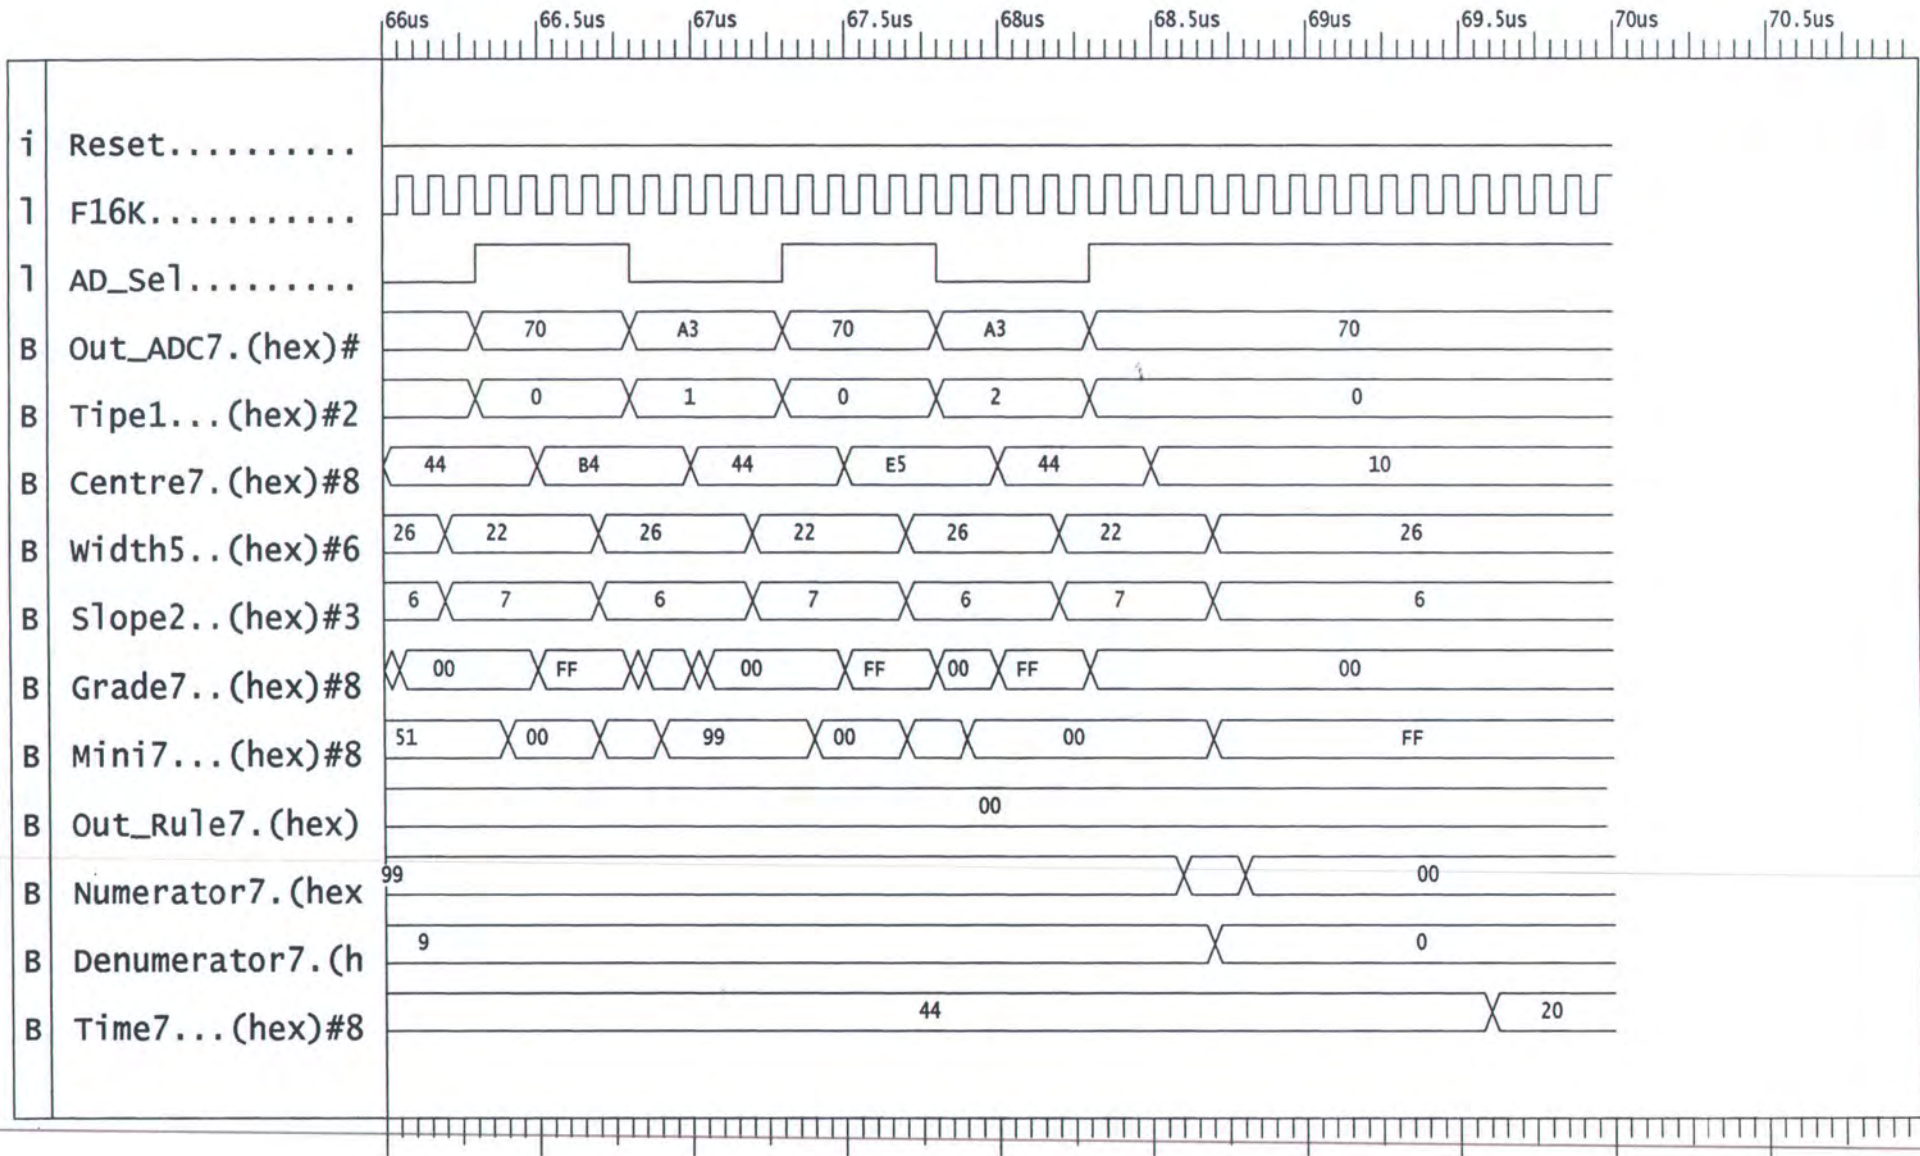 66us 66.5us 67us 67.5us 68us 68.5us 69us 69.5us 70us 70.5us
i Reset..........
l F16K...........
l AD_Sel.........
B Out_ADC7.(hex)# 70 A3 70 A3 70
B Tipe1...(hex)#2 0 1 0 2 0
B Centre7.(hex)#8 44 B4 44 E5 44 10
B Width5..(hex)#6 26 22 26 22 26 22 26
B Slope2..(hex)#3 6 7 6 7 6 7 6
B Grade7..(hex)#8 00 FF 00 FF 00 FF 00
B Mini7...(hex)#8 51 00 99 00 00 FF
B Out_Rule7.(hex) 00
B Numerator7.(hex 99 00
B Denumerator7.(h 9 0
B Time7...(hex)#8 44 20